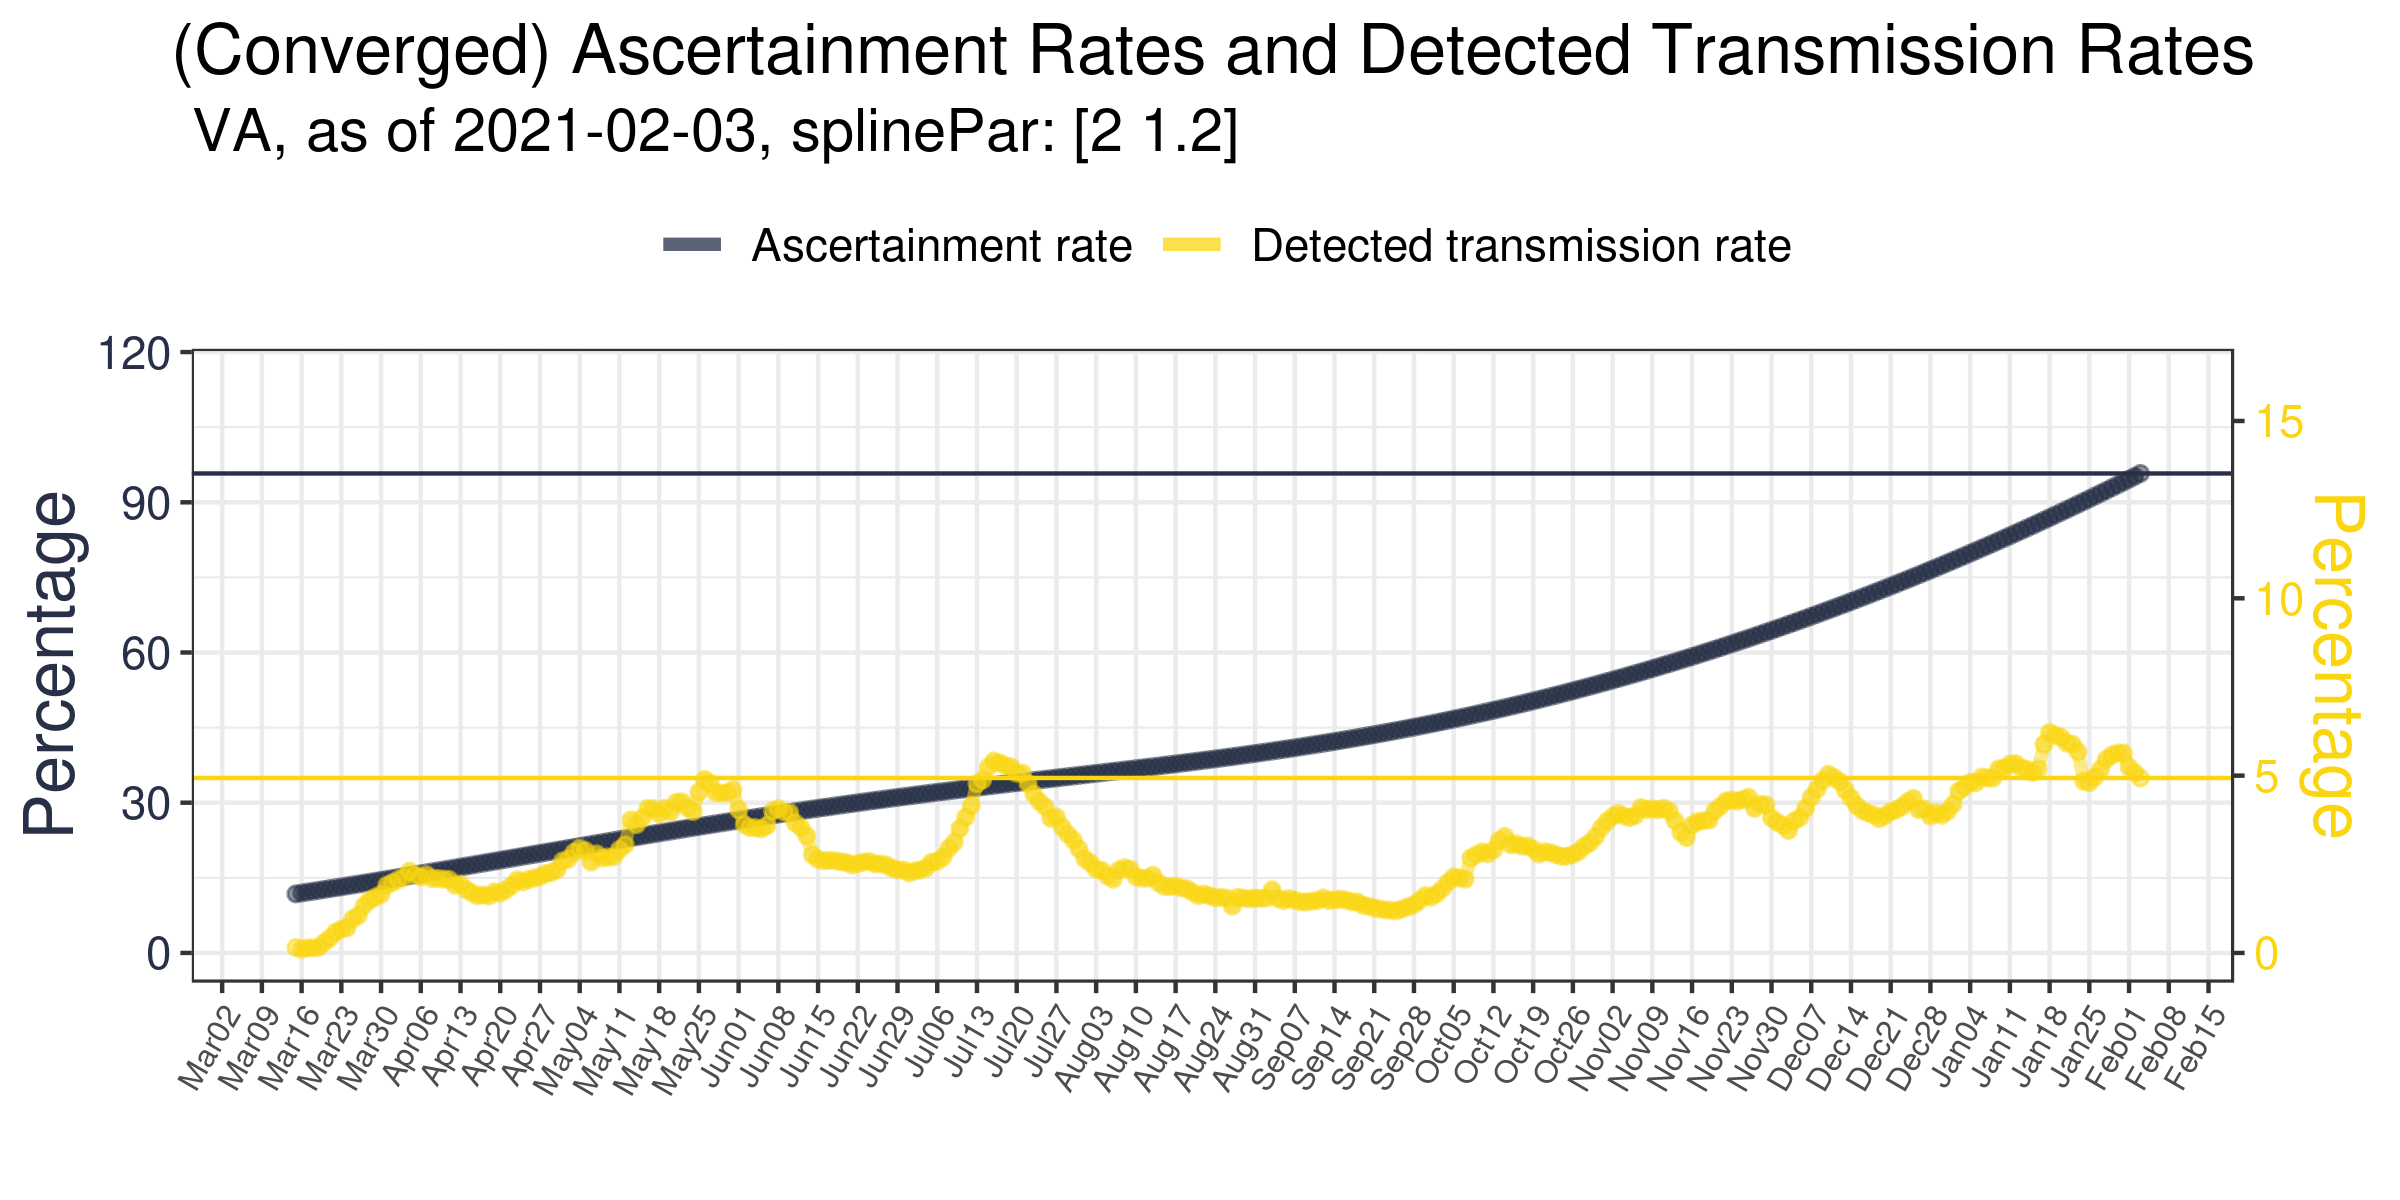 (Converged) Ascertainment Rates and Detected Transmission Rates
VA, as of 2021-02-03, splinePar: [2 1.2]
Ascertainment rate
Detected transmission rate
Percentage
120
90
60
30
0
15
10
5
0
Percentage
Mar02
Mar09
Mar16
Mar23
Mar30
Apr06
Apr13
Apr20
Apr27
May04
May11
May18
May25
Jun01
Jun08
Jun15
Jun22
Jun29
Jul06
Jul13
Jul20
Jul27
Aug03
Aug10
Aug17
Aug24
Aug31
Sep07
Sep14
Sep21
Sep28
Oct05
Oct12
Oct19
Oct26
Nov02
Nov09
Nov16
Nov23
Nov30
Dec07
Dec14
Dec21
Dec28
Jan04
Jan11
Jan18
Jan25
Feb01
Feb08
Feb15